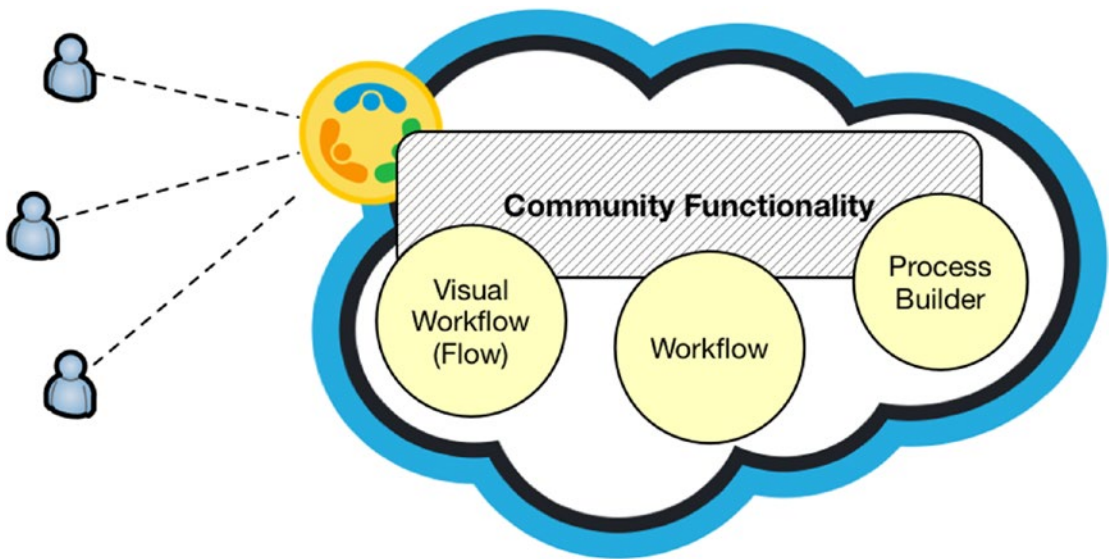 Community Functionality
Visual
Workflow
(Flow)
Workflow
Process
Builder